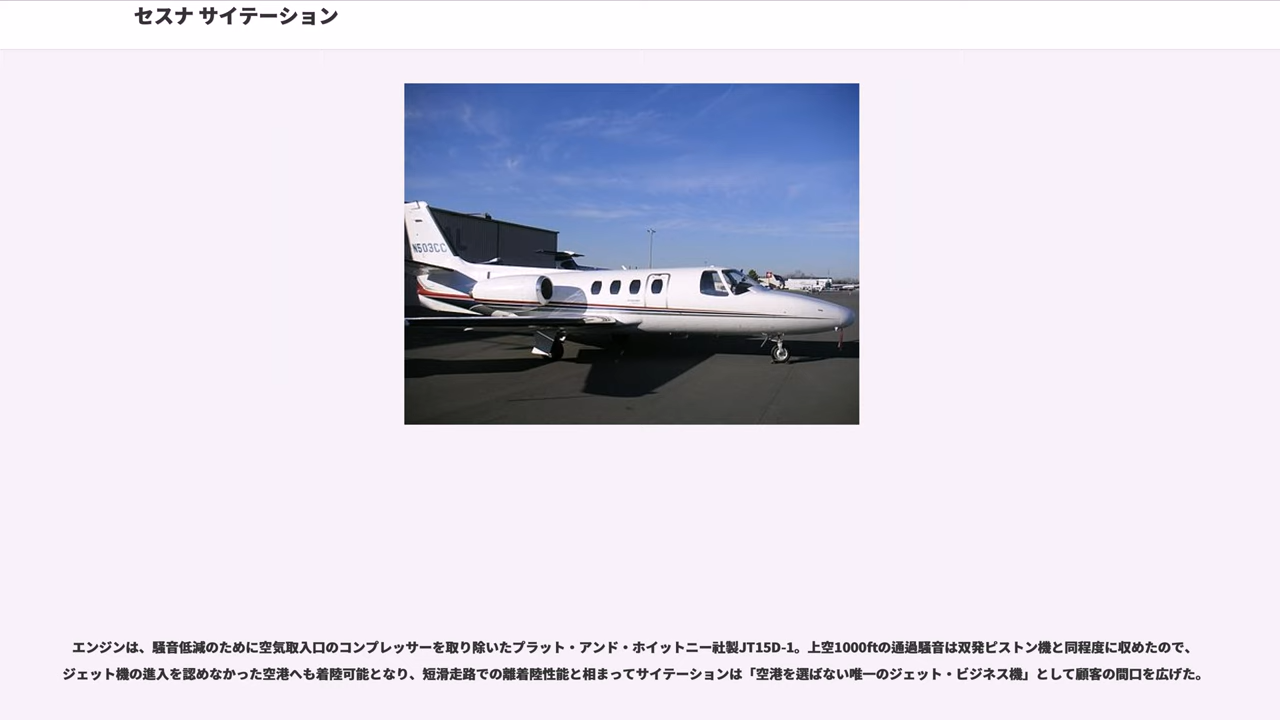 セスナ サイテーション
N503CC
エンジンは、騒音低減のために空気取入口のコンプレッサーを取り除いたプラット・アンド・ホイットニー社製JT15D-1。上空1000ftの通過騒音は双発ピストン機と同程度に収めたので、
ジェット機の進入を認めなかった空港へも着陸可能となり、短滑走路での離着陸性能と相まってサイテーションは「空港を選ばない唯一のジェット・ビジネス機」として顧客の間口を広げた。